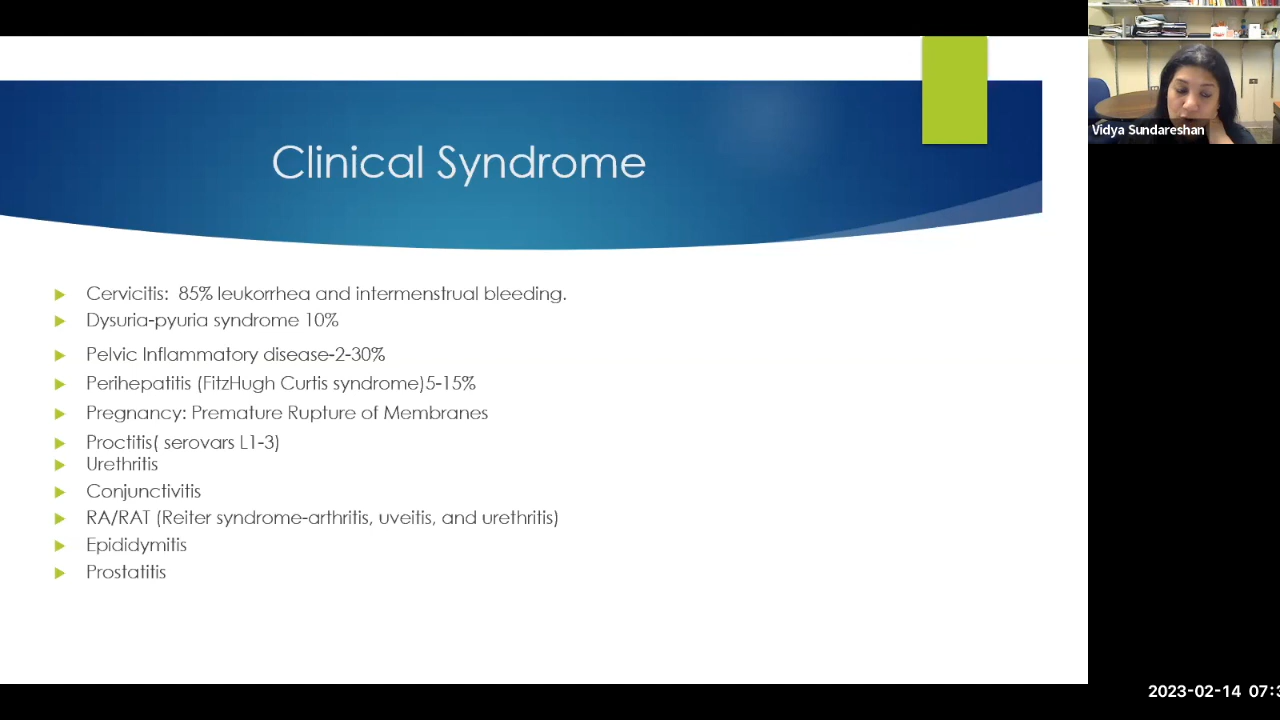 Clinical Syndrome
Cervicitis: 85% leukorrhea and intermenstrual bleeding.
Dysuria-pyuria syndrome 10%
Pelvic Inflammatory disease-2-30%
Perihepatitis (FitzHugh Curtis syndrome)5-15%
Pregnancy: Premature Rupture of Membranes
Proctitis( serovars L1-3)
Urethritis
Conjunctivitis
RA/RAT (Reiter syndrome-arthritis, uveitis, and urethritis)
Epididymitis
Prostatitis
Vidya Sundareshan
2023-02-14